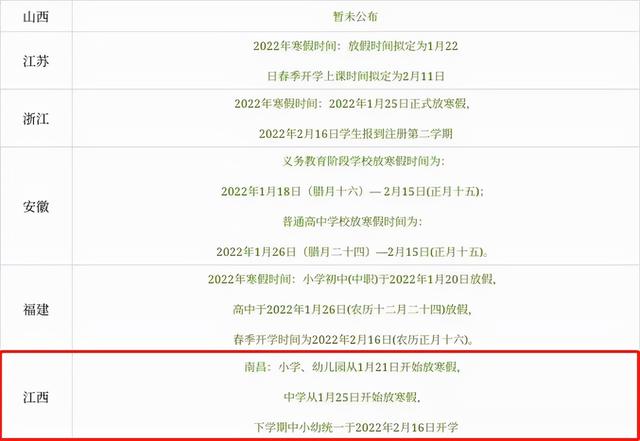 山西
暂未公布
江苏
2022年寒假时间：放假时间拟定为1月22
日春季开学上课时间拟定为2月11日
浙江
2022年寒假时间：2022年1月25日正式放寒假，
2022年2月16日学生报到注册第二学期
安徽
义务教育阶段学校放寒假时间为：
2022年1月18日（腊月十六）— 2月15日(正月十五)；
普通高中学校放寒假时间为：
2022年1月26日（腊月二十四）—2月15日(正月十五)。
福建
2022年寒假时间：小学初中(中职)于2022年1月20日放假，
高中于2022年1月26日(农历十二月二十四)放假，
春季开学时间为2022年2月16日(农历正月十六)。
江西
南昌：小学、幼儿园从1月21日开始放寒假，
中学从1月25日开始放寒假，
下学期中小幼统一于2022年2月16日开学